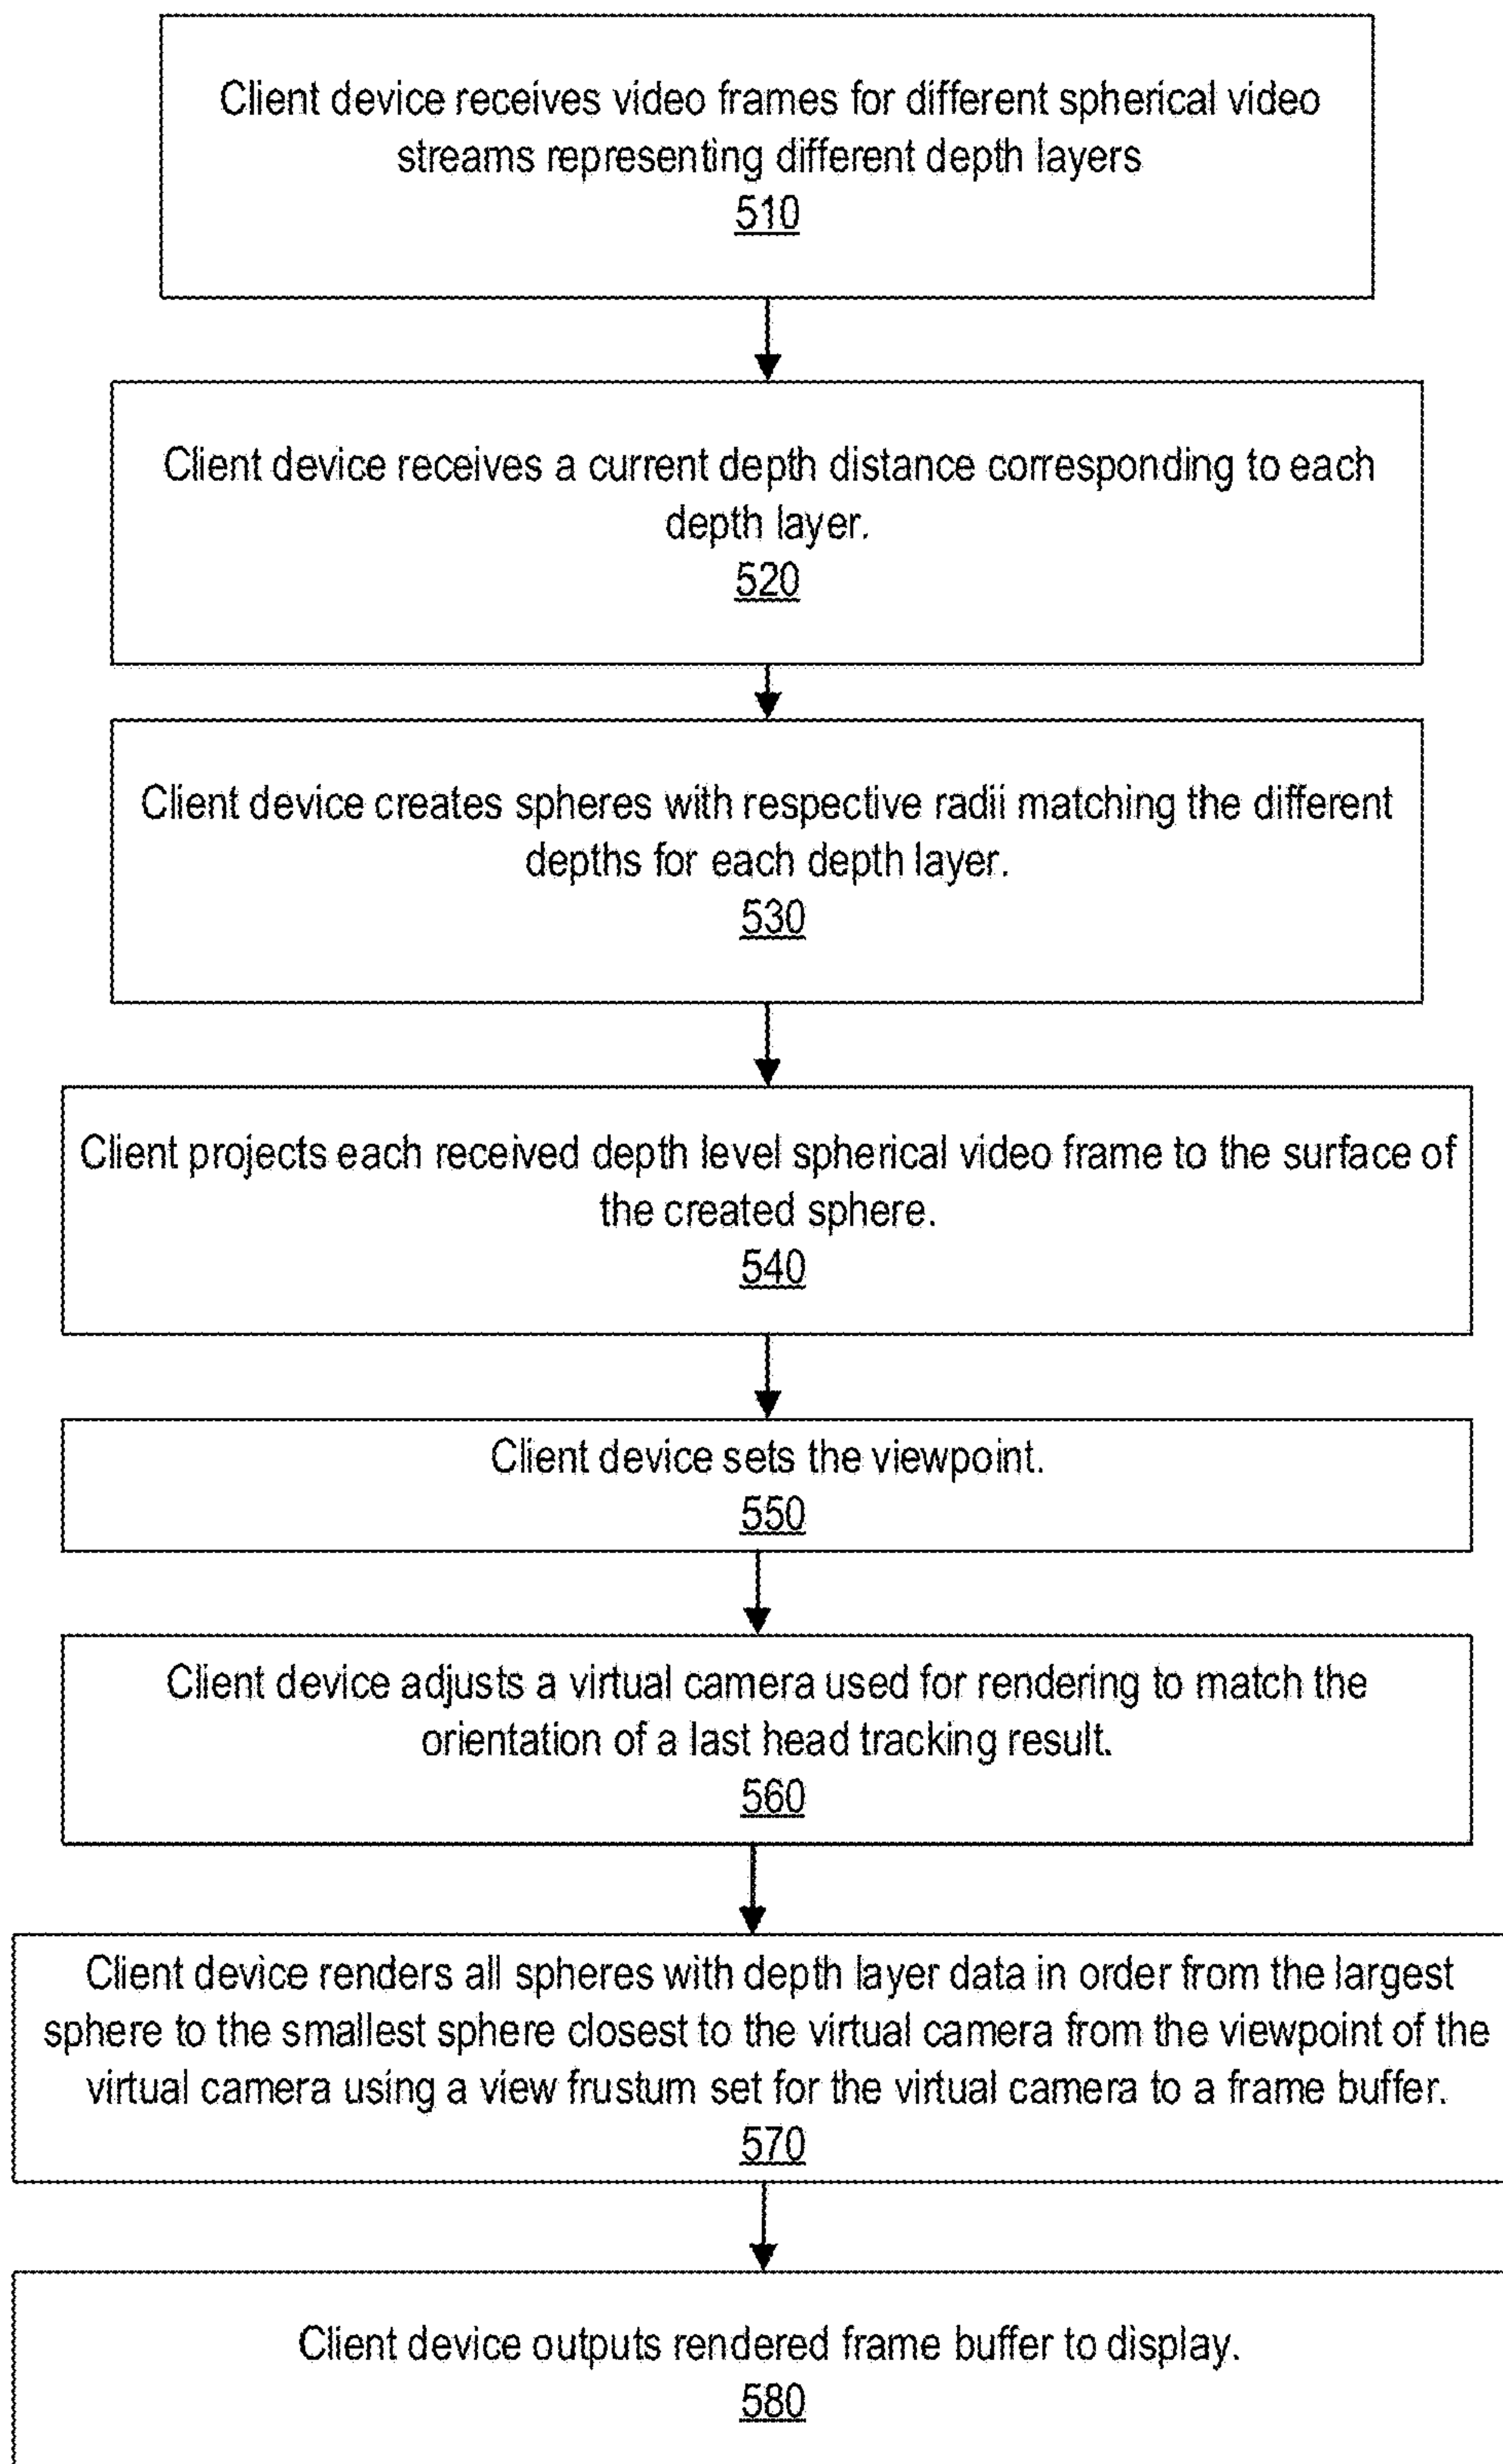 Client device receives video frames for different spherical video
streams representing different depth layers
510
Client device receives a current depth distance corresponding to each
depth layer.
520
Client device creates spheres with respective radii matching the different
depths for each depth layer.
530
Client projects each received depth level spherical video frame to the surface of
the created sphere.
540
Client device sets the viewpoint.
550
Client device adjusts a virtual camera used for rendering to match the
orientation of a last head tracking result.
560
Client device renders all spheres with depth layer data in order from the largest
sphere to the smallest sphere closest to the virtual camera from the viewpoint of the
virtual camera using a view frustum set for the virtual camera to a frame buffer.
570
Client device outputs rendered frame buffer to display.
580